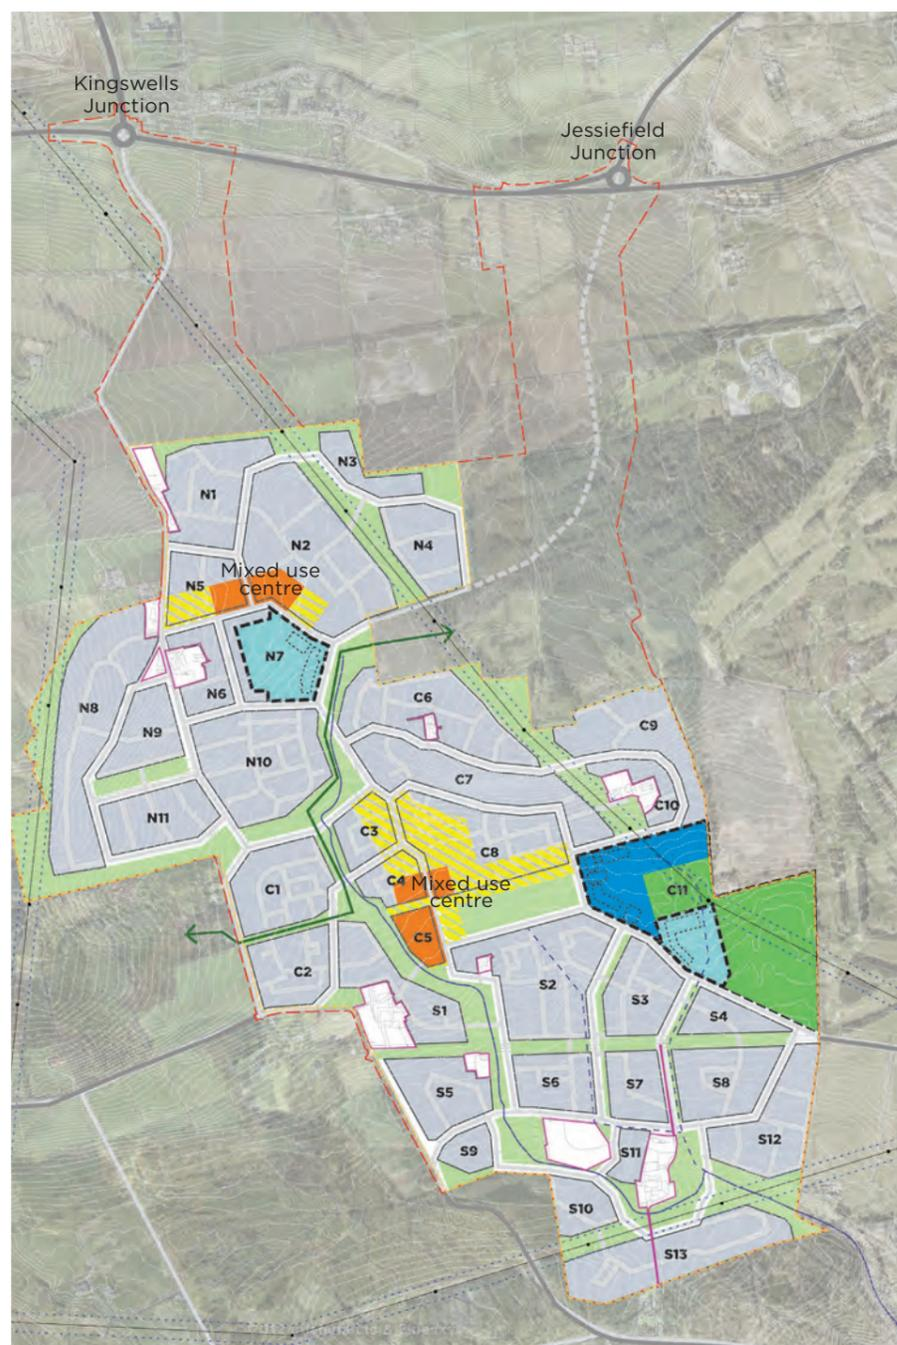 Kingswells
Junction
Jessiefield
Junction
N3
N1
N2
N4
Mixed use
centre
N5
N7
N6
N8
N9
N10
N11
C6
C9
C7
C10
C3
C8
C4
Mixed use
centre
C11
C1
C5
C2
S2
S3
S1
S4
S5
S6
S7
S8
S9
S11
S12
S10
S13